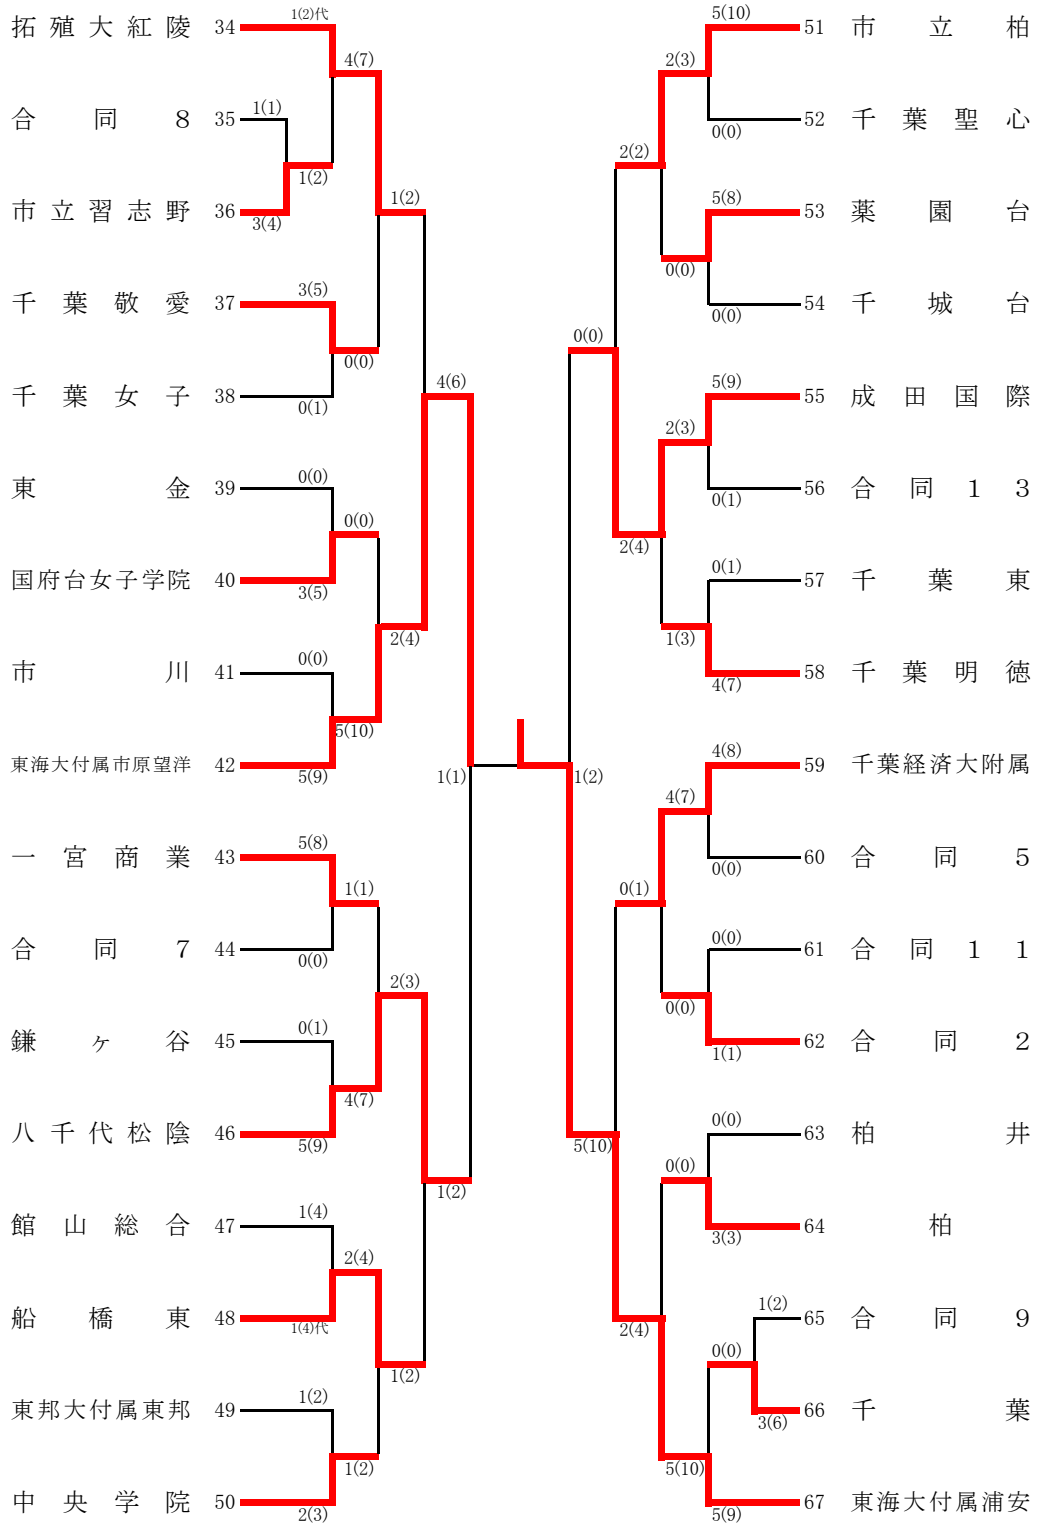 拓殖大紅陵 34 1(2)代 5(10) 51 市立柏
4(7) 2(3)
合同８ 35 1(1) 0(0) 52 千葉聖心
1(2) 2(2)
市立習志野 36 3(4) 1(2) 5(8) 53 薬園台
0(0)
千葉敬愛 37 3(5) 0(0) 54 千城台
0(0) 0(0)
千葉女子 38 0(1) 4(6) 5(9) 55 成田国際
2(3)
東金 39 0(0) 0(1) 56 合同１３
0(0) 2(4)
国府台女子学院 40 3(5) 0(1) 57 千葉東
2(4) 1(3)
市川 41 0(0) 4(7) 58 千葉明徳
5(10)
東海大付属市原望洋 42 5(9) 1(1) 1(2) 4(8) 59 千葉経済大附属
4(7)
一宮商業 43 5(8) 0(0) 60 合同５
1(1) 0(1)
合同７ 44 0(0) 0(0) 61 合同１１
2(3) 0(0)
鎌ヶ谷 45 0(1) 1(1) 62 合同２
4(7)
八千代松陰 46 5(9) 5(10) 0(0) 63 柏井
1(2) 0(0)
館山総合 47 1(4) 3(3) 64 柏
2(4)
船橋東 48 1(4)代 2(4) 1(2) 65 合同９
1(2) 0(0)
東邦大付属東邦 49 1(2) 3(6) 66 千葉
1(2) 5(10)
中央学院 50 2(3) 5(9) 67 東海大付属浦安